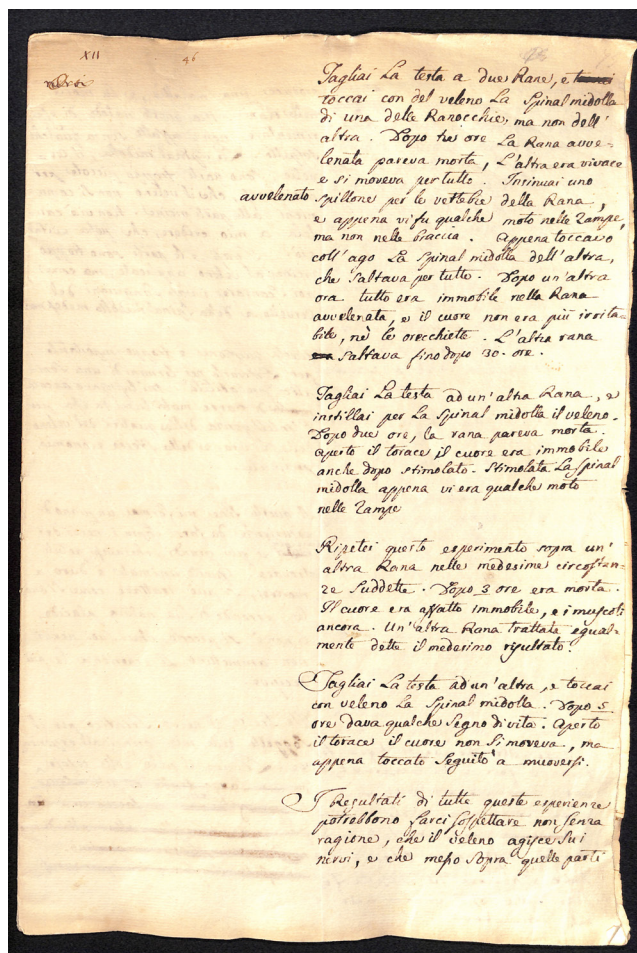 XII
46
Tagliai La testa a due Rane, e
toccai con del veleno La Spinal midolla
di una delle Ranocchie, ma non dell'
altra. Dopo tre ore La Rana avve=
lenata pareva morta, L'altra era vivace
e si moveva per tutto. Insinuai uno
avvelenato
spillone per le vertebre della Rana,
e appena vi fu qualche moto nelle Zampe,
ma non nelle braccia. Appena toccavo
coll'ago La Spinal midolla dell'altra,
che Saltava per tutto. Dopo un'altra
ora tutto era immobile nella Rana
avvelenata, e il cuore non era più irrita=
bile, nè le orecchiette. L'altra rana
Saltava fino dopo 30. ore.
Tagliai La testa ad un'altra Rana, e
instillai per La Spinal midolla il veleno.
Dopo due ore, la rana pareva morta.
aperto il torace il cuore era immobile
anche dopo stimolato. Stimolata La Spinal
midolla appena vi era qualche moto
nelle Zampe
Ripetei questo esperimento sopra un'
altra Rana nelle medesime circostan=
ze Suddette. Dopo 3 ore era morta.
Il cuore era affatto immobile, e i muscoli
ancora. Un'altra Rana trattata egual=
mente dette il medesimo risultato.
Tagliai La testa ad un'altra, e toccai
con veleno La Spinal midolla. Dopo 5
ore dava qualche Segno di vita. Aperto
il torace il cuore non Si moveva, ma
appena toccato Seguitò a muoversi.
I Resultati di tutte queste esperienze
potrebbono farci Sospettare non Senza
ragione, che il veleno agisce Sui
nervi, e che messo Sopra quelle parti